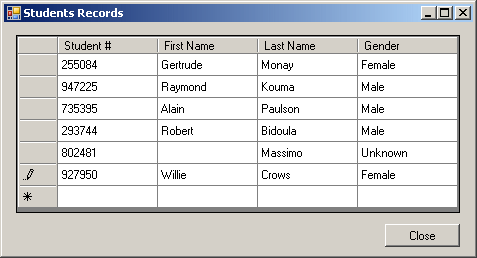 Students Records
Student # First Name Last Name Gender
255084 Gertrude Monay Female
947225 Raymond Kouma Male
735395 Alain Paulson Male
293744 Robert Bidoula Male
802481 Massimo Unknown
927950 Willie Crows Female
Close